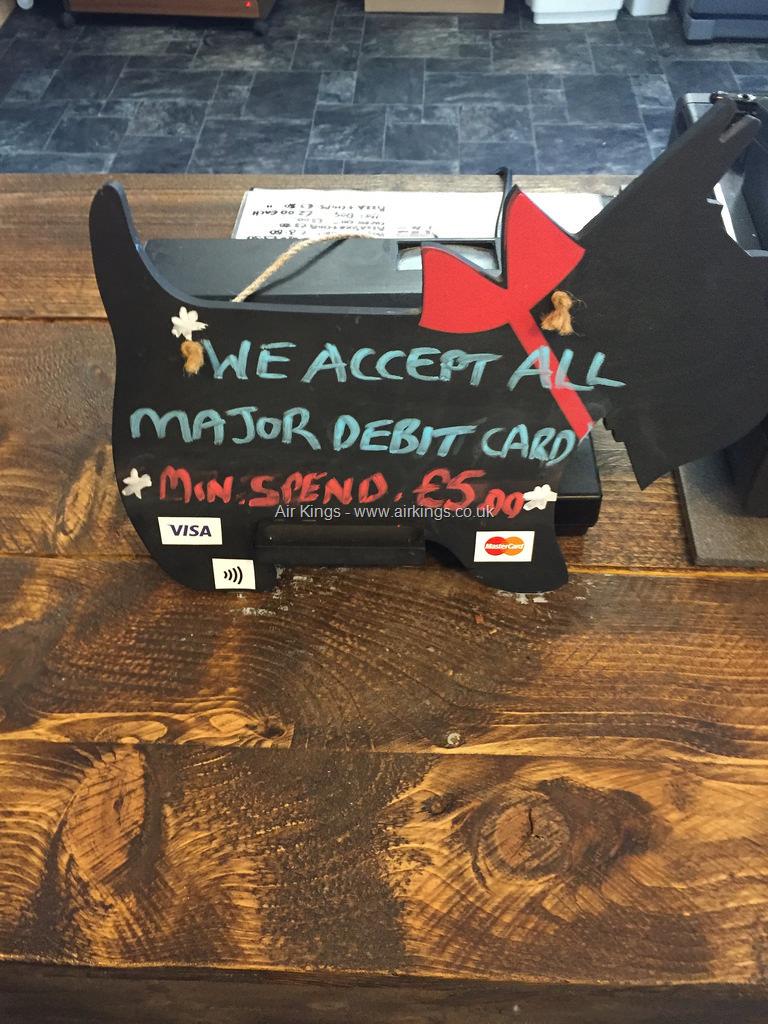 WE ACCEPT ALL
MAJOR DEBIT CARD
MIN. SPEND. £5.00
Air Kings - www.airkings.co.uk
VISA
MasterCard